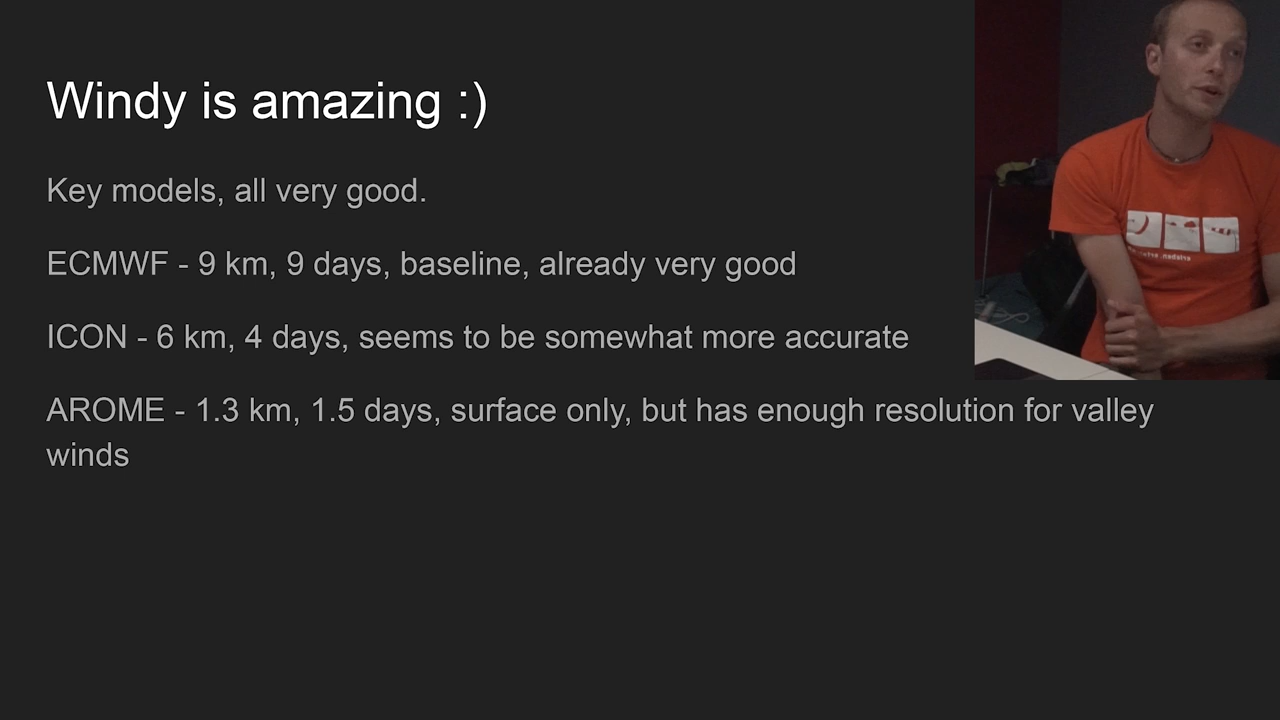 Windy is amazing :)
Key models, all very good.
ECMWF - 9 km, 9 days, baseline, already very good
ICON - 6 km, 4 days, seems to be somewhat more accurate
AROME - 1.3 km, 1.5 days, surface only, but has enough resolution for valley
winds